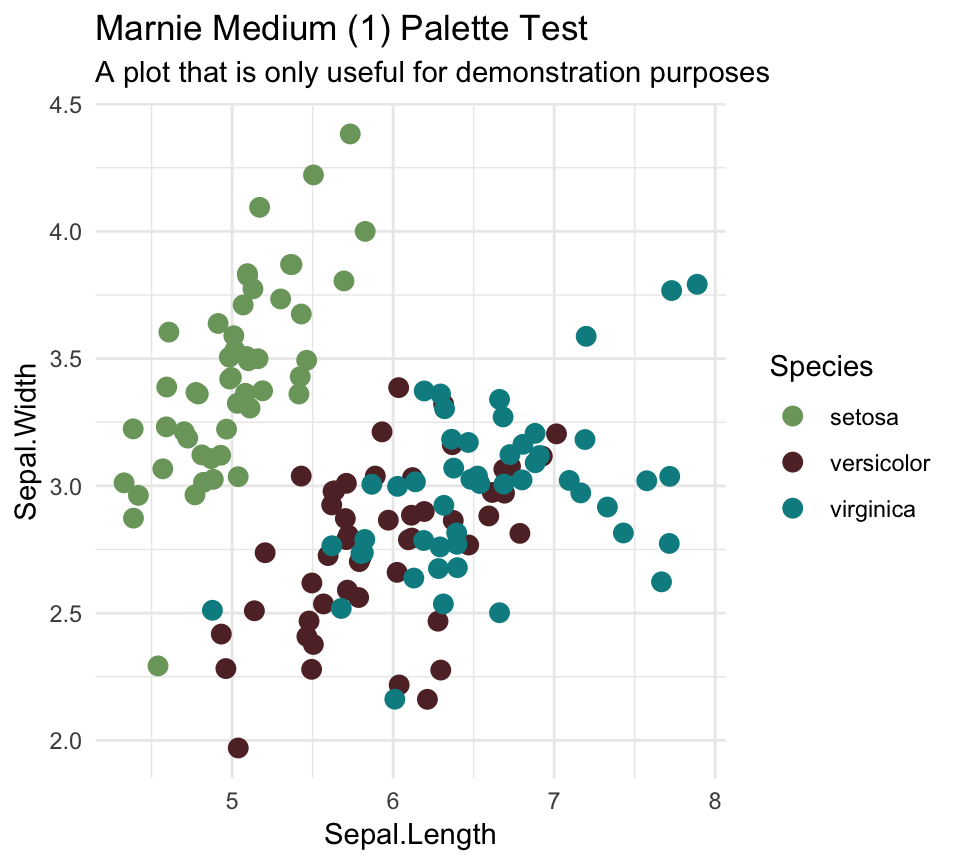 Marnie Medium (1) Palette Test
A plot that is only useful for demonstration purposes
4.5
4.0
3.5
3.0
2.5
2.0
Sepal.Width
5 6 7 8
Sepal.Length
Species
setosa
versicolor
virginica